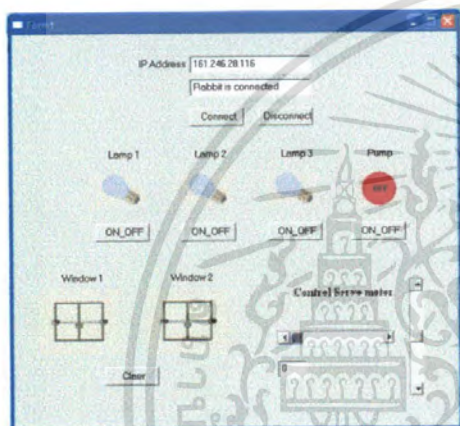 Form1
IP Address 161.246.28.116
Rabbit is connected
Connect Disconnect
Lamp 1 Lamp 2 Lamp 3 Pump
OFF
ON_OFF ON_OFF ON_OFF ON_OFF
Window 1 Window 2
Control Servo motor
0
Clear